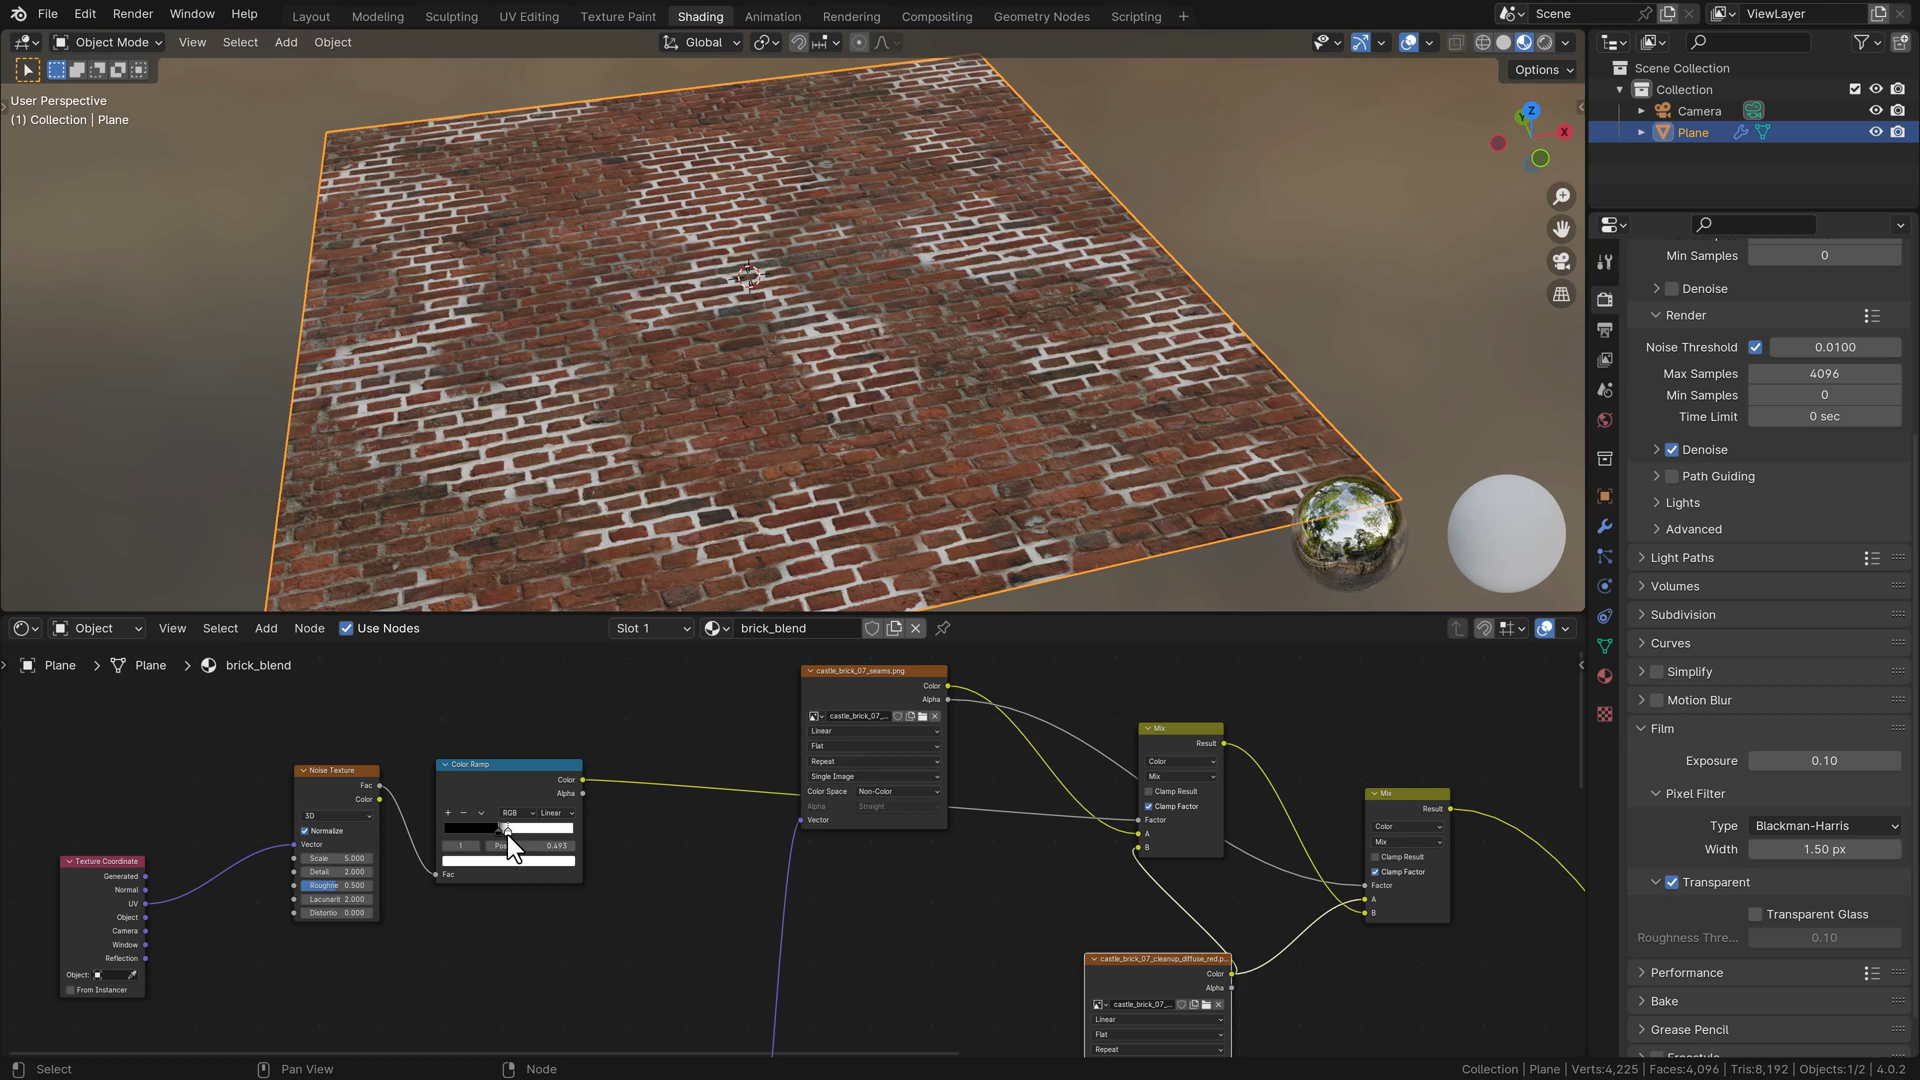 File Edit Render Window Help
Layout Modeling Sculpting UV Editing Texture Paint Shading Animation Rendering Compositing Geometry Nodes Scripting +
Scene
ViewLayer
Object Mode View Select Add Object
Global
Options
User Perspective
(1) Collection | Plane
Z
Y
X
Scene Collection
Collection
Camera
Plane
Min Samples 0
Denoise
Render
Noise Threshold 0.0100
Max Samples 4096
Min Samples 0
Time Limit 0 sec
Denoise
Path Guiding
Lights
Advanced
Light Paths
Volumes
Subdivision
Curves
Simplify
Motion Blur
Film
Exposure 0.10
Pixel Filter
Type Blackman-Harris
Width 1.50 px
Transparent
Transparent Glass
Roughness Thre... 0.10
Performance
Bake
Grease Pencil
Object View Select Add Node Use Nodes
Slot 1
brick_blend
Plane > Plane > brick_blend
Texture Coordinate
Generated
Normal
UV
Object
Camera
Window
Reflection
Object:
From Instancer
Noise Texture
Fac
Color
3D
Normalize
Vector
Scale 5.000
Detail 2.000
Roughne 0.500
Lacunarit 2.000
Distortio 0.000
Color Ramp
Color
Alpha
+ − RGB Linear
1 0.493
Fac
castle_brick_07_seams.png
Color
Alpha
castle_brick_07_...
Linear
Flat
Repeat
Single Image
Color Space Non-Color
Alpha Straight
Vector
Mix
Result
Color
Mix
Clamp Result
Clamp Factor
Factor
A
B
Mix
Result
Color
Mix
Clamp Result
Clamp Factor
Factor
A
B
castle_brick_07_cleanup_diffuse_red.p...
Color
Alpha
castle_brick_07_...
Linear
Flat
Repeat
Select
Pan View
Node
Collection | Plane | Verts:4,225 | Faces:4,096 | Tris:8,192 | Objects:1/2 | 4.0.2